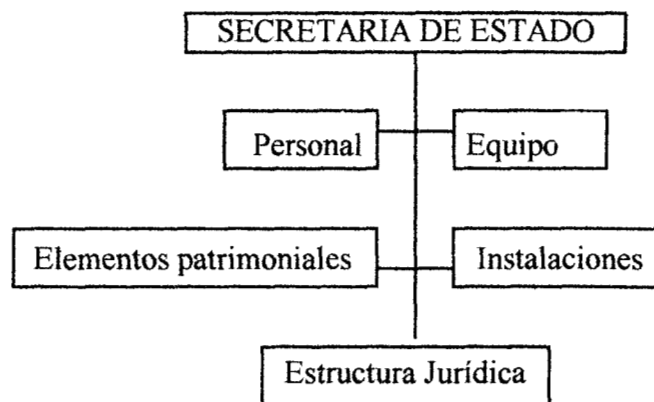 SECRETARIA DE ESTADO
Personal
Equipo
Elementos patrimoniales
Instalaciones
Estructura Jurídica